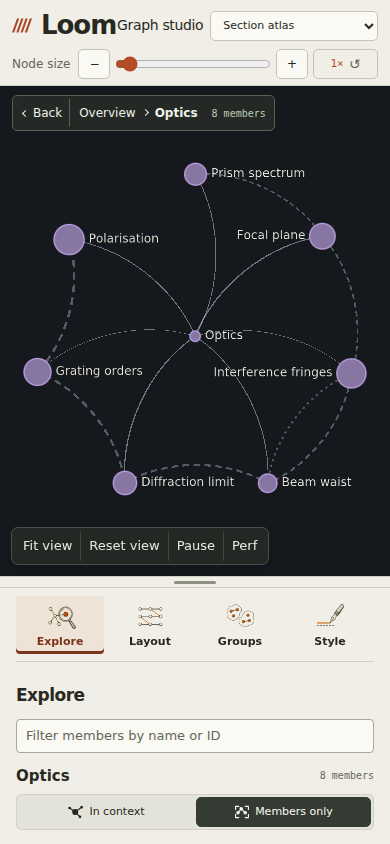 Loom Graph studio Section atlas
Node size − + 1× ↺
Back Overview › Optics 8 members
Prism spectrum
Focal plane
Polarisation
Optics
Grating orders
Interference fringes
Diffraction limit
Beam waist
Fit view Reset view Pause Perf
Explore Layout Groups Style
Explore
Filter members by name or ID
Optics 8 members
In context Members only